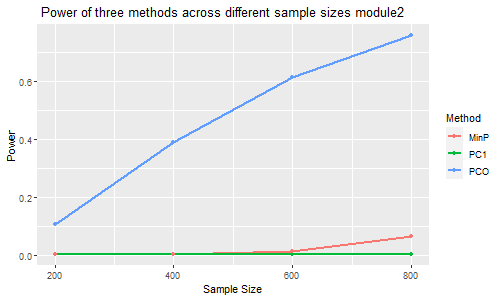 Power of three methods across different sample sizes module2
Power
0.6
0.4
0.2
0.0
200
400
600
800
Sample Size
Method
MinP
PC1
PCO